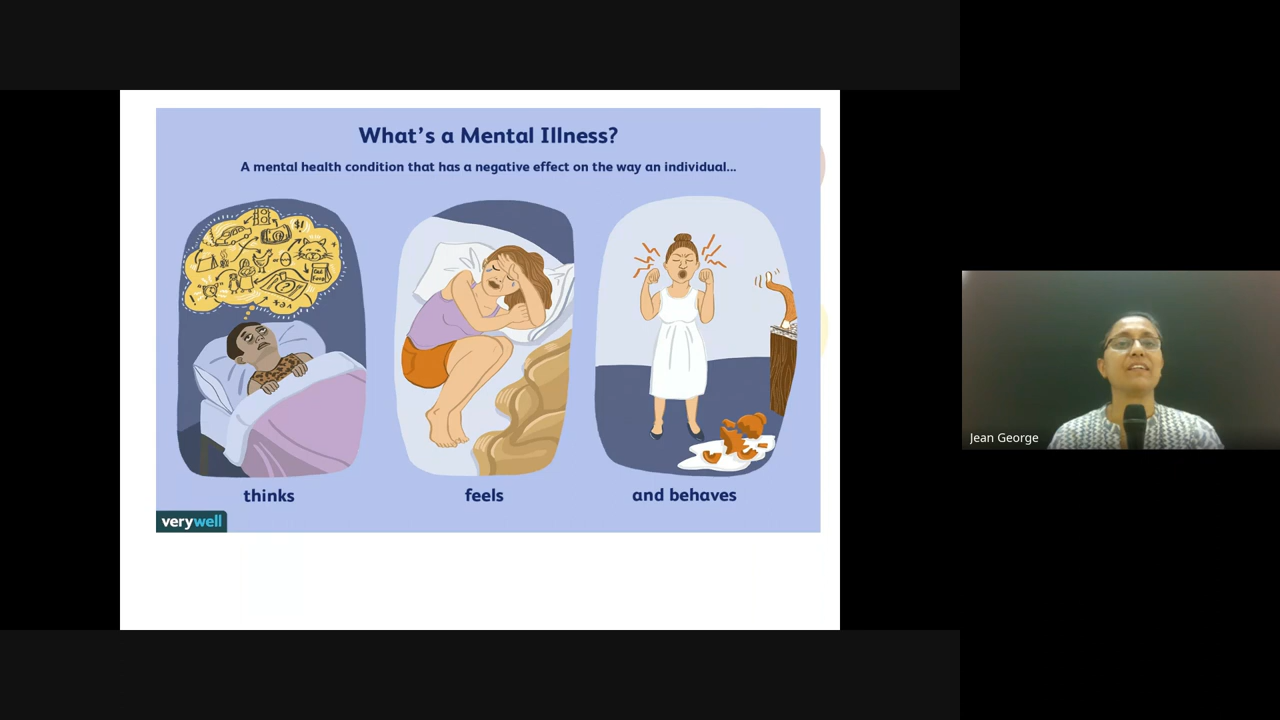 What's a Mental Illness?
A mental health condition that has a negative effect on the way an individual...
$!
thinks
feels
and behaves
verywell
Jean George